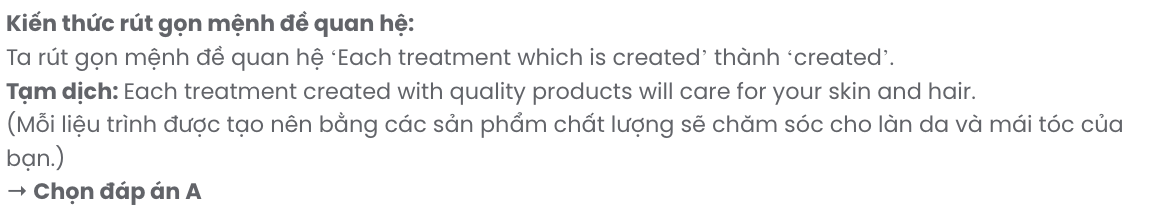 Kiến thức rút gọn mệnh đề quan hệ:
Ta rút gọn mệnh đề quan hệ ‘Each treatment which is created’ thành ‘created’.
Tạm dịch: Each treatment created with quality products will care for your skin and hair.
(Mỗi liệu trình được tạo nên bằng các sản phẩm chất lượng sẽ chăm sóc cho làn da và mái tóc của
bạn.)
→ Chọn đáp án A